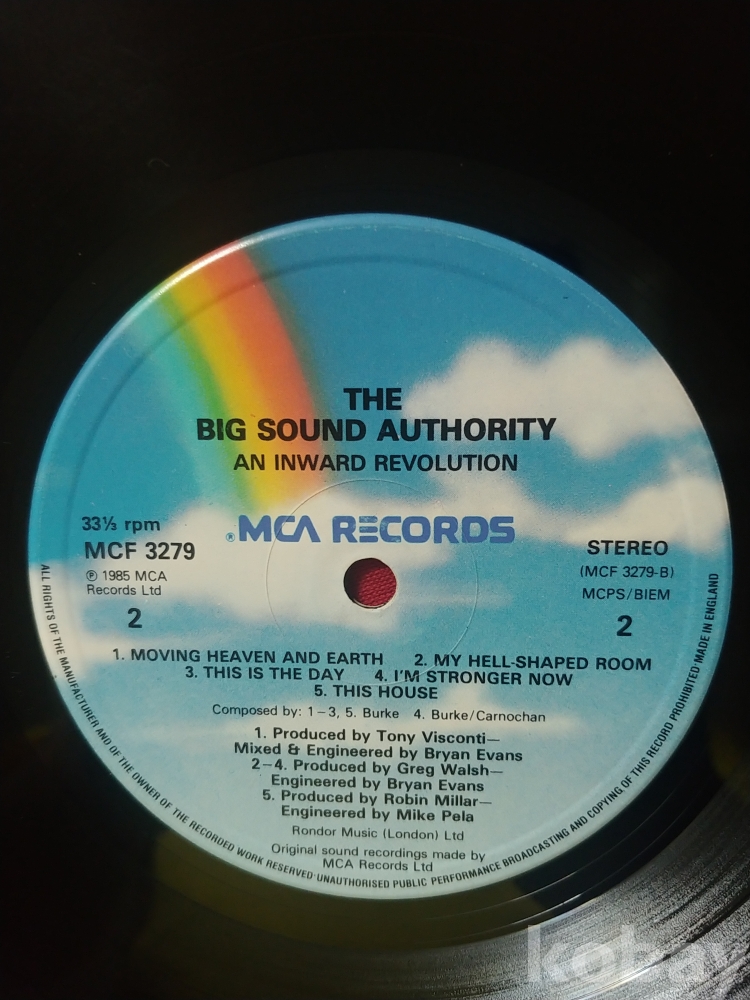 THE
BIG SOUND AUTHORITY
AN INWARD REVOLUTION
® MCA RECORDS
33⅓ rpm
MCF 3279
Ⓟ 1985 MCA
Records Ltd
2
STEREO
(MCF 3279-B)
MCPS/BIEM
2
1. MOVING HEAVEN AND EARTH 2. MY HELL-SHAPED ROOM
3. THIS IS THE DAY 4. I'M STRONGER NOW
5. THIS HOUSE
Composed by: 1–3, 5. Burke 4. Burke/Carnochan
1. Produced by Tony Visconti—
Mixed & Engineered by Bryan Evans
2–4. Produced by Greg Walsh—
Engineered by Bryan Evans
5. Produced by Robin Millar—
Engineered by Mike Pela
Rondor Music (London) Ltd
Original sound recordings made by
MCA Records Ltd
ALL RIGHTS OF THE MANUFACTURER AND OF THE OWNER OF THE RECORDED WORK RESERVED·UNAUTHORISED PUBLIC PERFORMANCE BROADCASTING AND COPYING OF THIS RECORD PROHIBITED·MADE IN ENGLAND
kobay